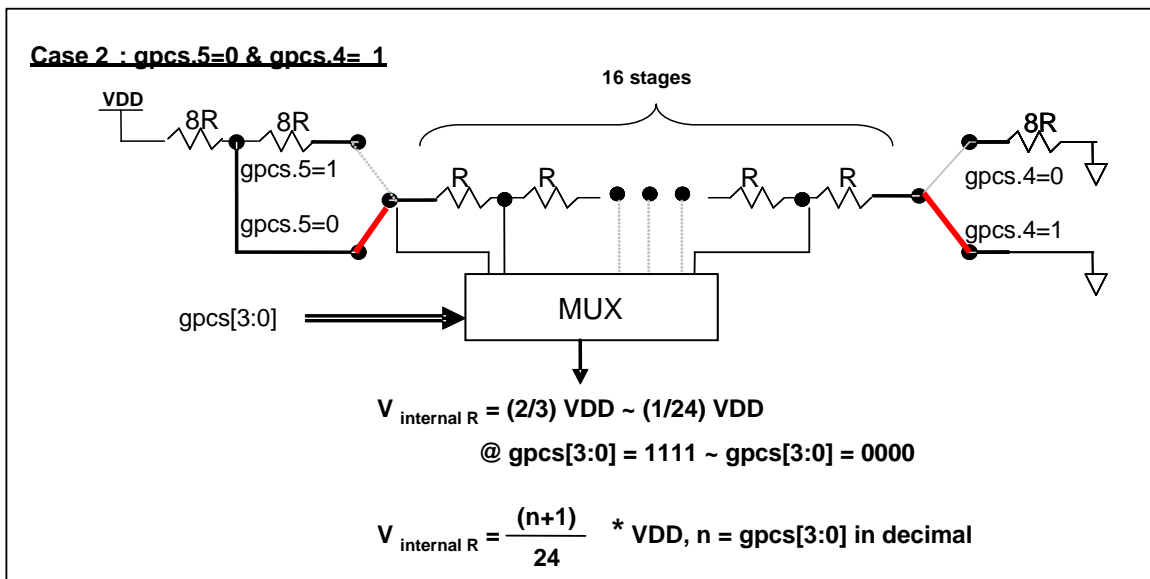 Case 2 : gpcs.5=0 & gpcs.4= 1
16 stages
VDD
8R 8R 8R
gpcs.5=1
R R R R
gpcs.4=0
gpcs.5=0
gpcs.4=1
gpcs[3:0]
MUX
V internal R = (2/3) VDD ~ (1/24) VDD
@ gpcs[3:0] = 1111 ~ gpcs[3:0] = 0000
V internal R = (n+1) / 24 * VDD, n = gpcs[3:0] in decimal